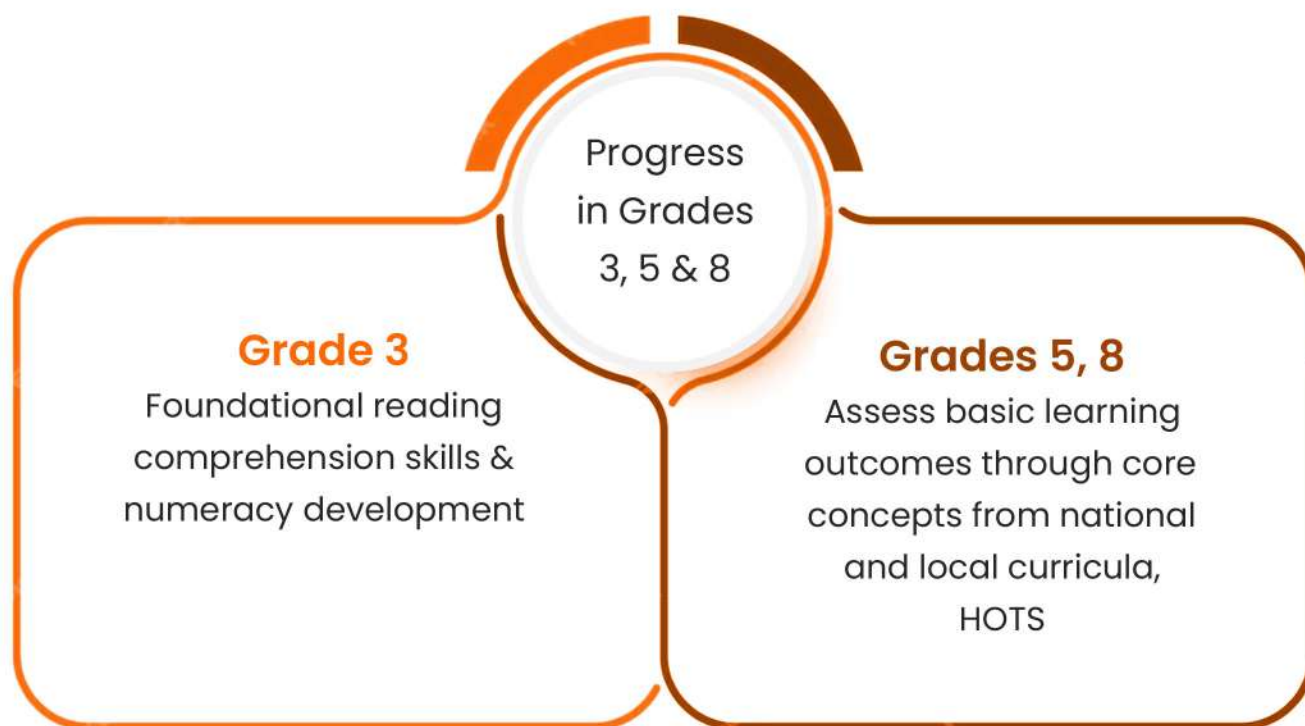 Progress
in Grades
3, 5 & 8
Grade 3
Foundational reading
comprehension skills &
numeracy development
Grades 5, 8
Assess basic learning
outcomes through core
concepts from national
and local curricula,
HOTS